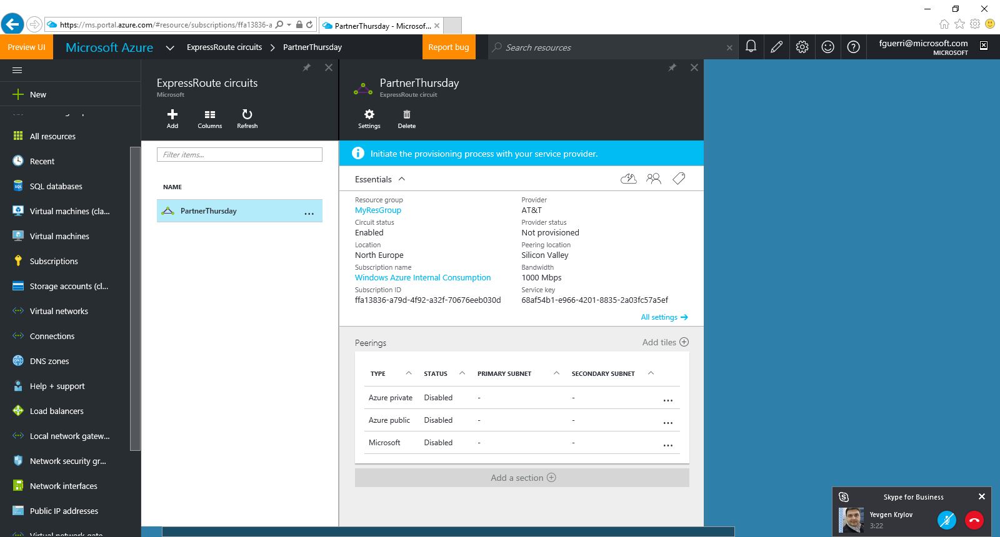 https://ms.portal.azure.com/#resource/subscriptions/ffa13836-a
PartnerThursday - Microsof...
Preview UI
Microsoft Azure
ExpressRoute circuits
PartnerThursday
Report bug
Search resources
fguerri@microsoft.com
MICROSOFT
New
All resources
Recent
SQL databases
Virtual machines (cla...
Virtual machines
Subscriptions
Storage accounts (cl...
Virtual networks
Connections
DNS zones
Help + support
Load balancers
Local network gatew...
Network security gr...
Network interfaces
Public IP addresses
Virtual network gate
ExpressRoute circuits
Microsoft
Add
Columns
Refresh
Filter items...
NAME
PartnerThursday
...
PartnerThursday
ExpressRoute circuit
Settings
Delete
Initiate the provisioning process with your service provider.
Essentials
Resource group
MyResGroup
Circuit status
Enabled
Location
North Europe
Subscription name
Windows Azure Internal Consumption
Subscription ID
ffa13836-a79d-4f92-a32f-70676eeb030d
Provider
AT&T
Provider status
Not provisioned
Peering location
Silicon Valley
Bandwidth
1000 Mbps
Service key
68af54b1-e966-4201-8835-2a03fc57a5ef
All settings
Peerings
Add tiles
TYPE STATUS PRIMARY SUBNET SECONDARY SUBNET
Azure private Disabled - - ...
Azure public Disabled - - ...
Microsoft Disabled - - ...
Add a section
Skype for Business
Yevgen Krylov
3:22